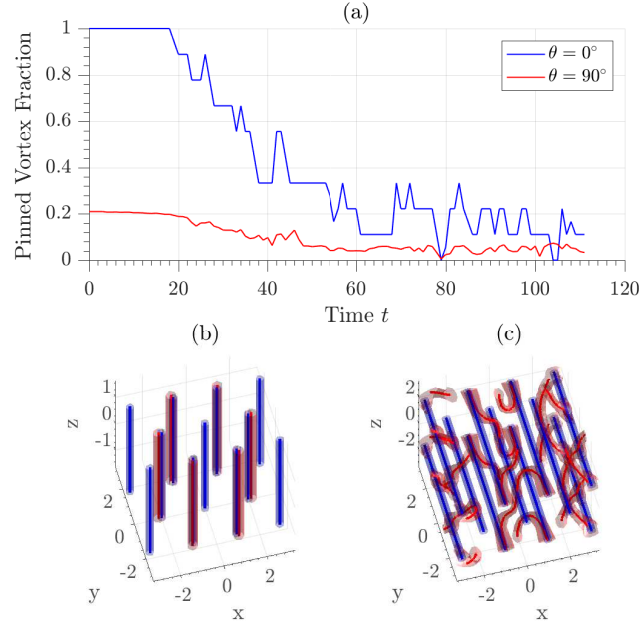 (a)
Pinned Vortex Fraction
1
0.8
0.6
0.4
0.2
0
θ = 0°
θ = 90°
0 20 40 60 80 100 120
Time t
(b)
z
1
0
-1
2
0
-2
y
-2 0 2
x
(c)
z
2
0
-2
2
0
-2
y
-2 0 2
x